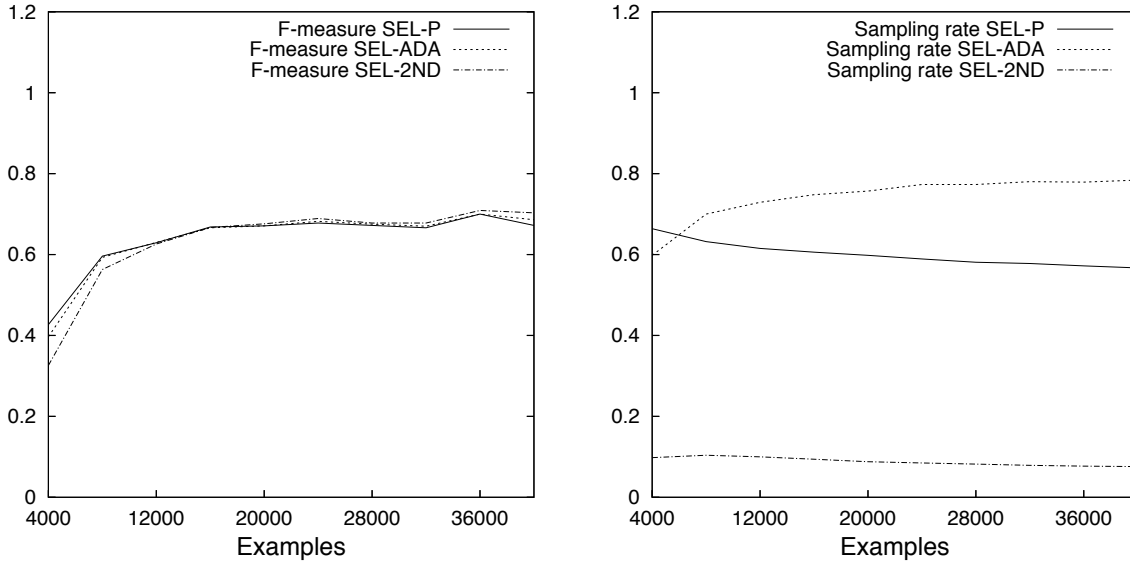 1.2
1
0.8
0.6
0.4
0.2
0
4000 12000 20000 28000 36000
Examples
F-measure SEL-P
F-measure SEL-ADA
F-measure SEL-2ND
1.2
1
0.8
0.6
0.4
0.2
0
4000 12000 20000 28000 36000
Examples
Sampling rate SEL-P
Sampling rate SEL-ADA
Sampling rate SEL-2ND